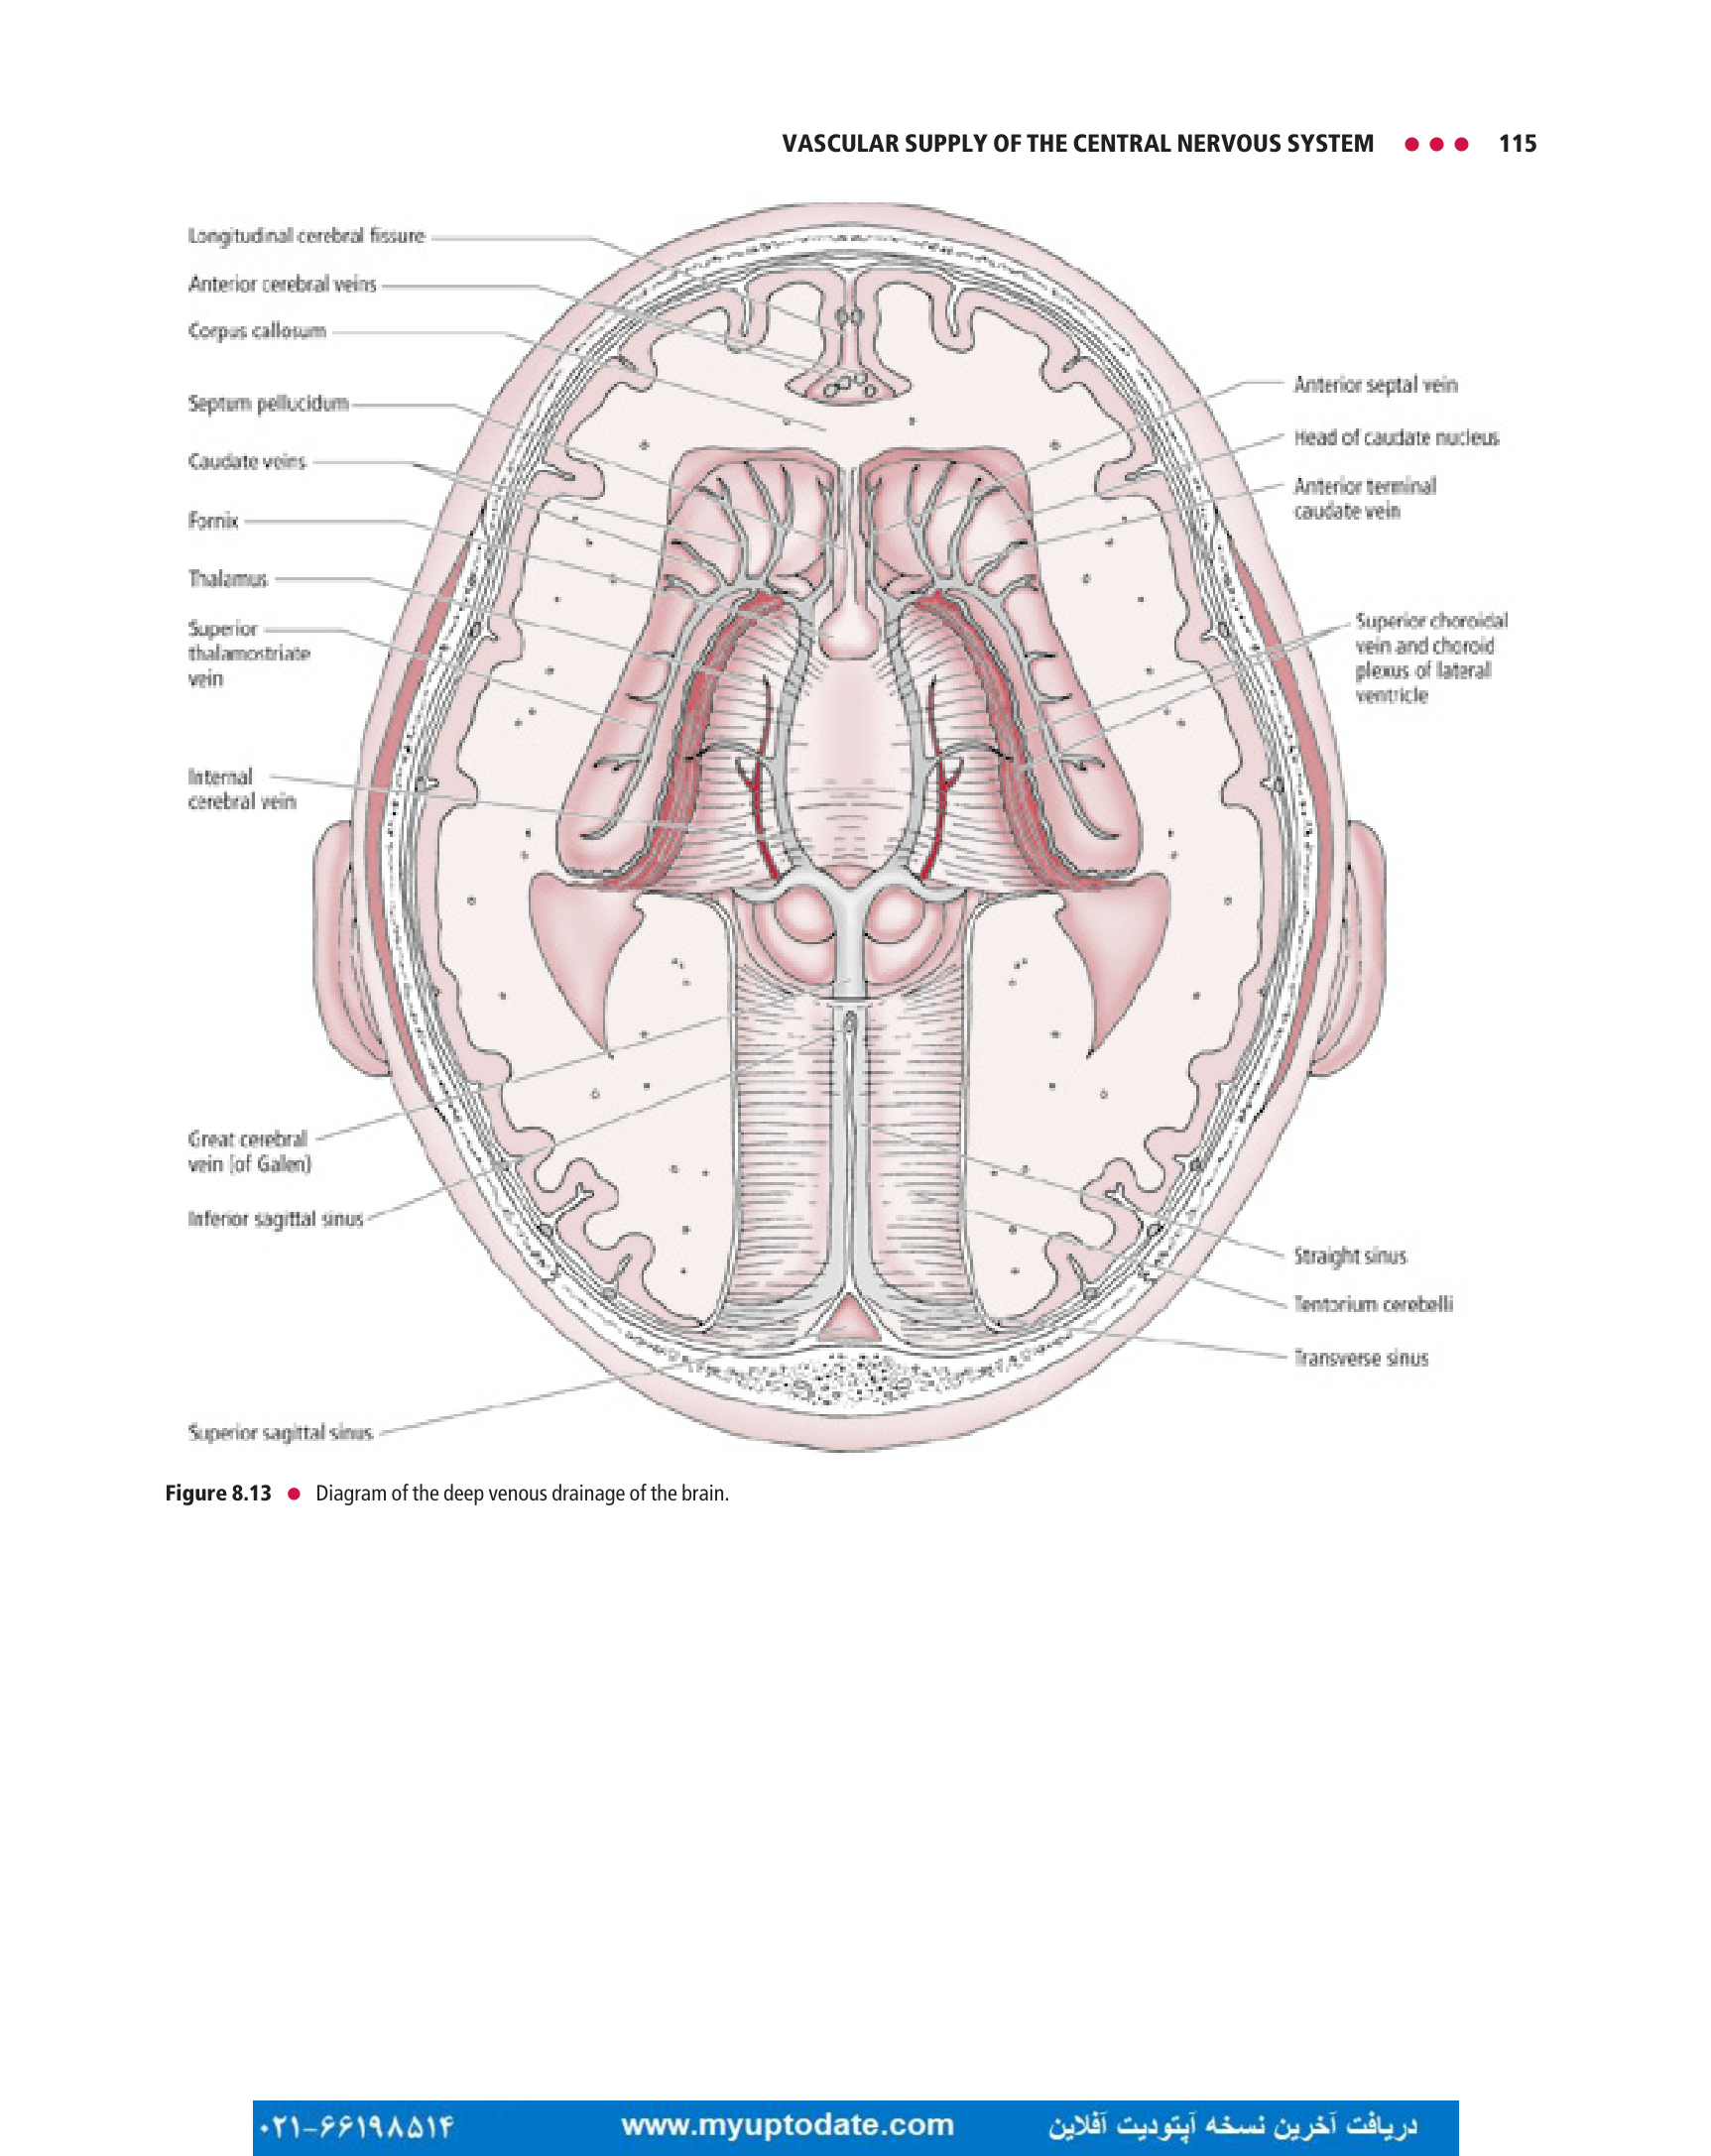 VASCULAR SUPPLY OF THE CENTRAL NERVOUS SYSTEM ● ● ● 115
Longitudinal cerebral fissure
Anterior cerebral veins
Corpus callosum
Septum pellucidum
Caudate veins
Fornix
Thalamus
Superior
thalamostriate
vein
Internal
cerebral vein
Great cerebral
vein (of Galen)
Inferior sagittal sinus
Superior sagittal sinus
Anterior septal vein
Head of caudate nucleus
Anterior terminal
caudate vein
Superior choroidal
vein and choroid
plexus of lateral
ventricle
Straight sinus
Tentorium cerebelli
Transverse sinus
Figure 8.13 ● Diagram of the deep venous drainage of the brain.
۰۲۱-۶۶۱۹۸۵۱۴ www.myuptodate.com دریافت آخرین نسخه آپتودیت آفلاین